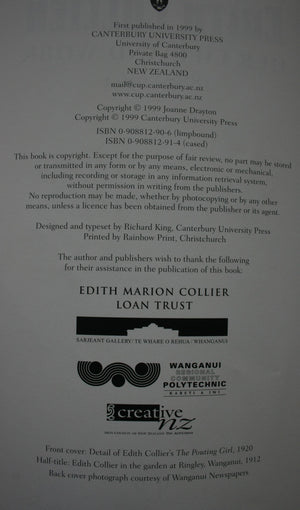 First published in 1999 by
CANTERBURY UNIVERSITY PRESS
University of Canterbury
Private Bag 4800
Christchurch
NEW ZEALAND
mail@cup.canterbury.ac.nz
www.cup.canterbury.ac.nz
Copyright © 1999 Joanne Drayton
Copyright © 1999 Canterbury University Press
ISBN 0-908812-90-6 (limpbound)
ISBN 0-908812-91-4 (cased)
This book is copyright. Except for the purpose of fair review, no part may be stored
or transmitted in any form or by any means, electronic or mechanical,
including recording or storage in any information retrieval system,
without permission in writing from the publishers.
No reproduction may be made, whether by photocopying or by any other
means, unless a licence has been obtained from the publisher or its agent.
Designed and typeset by Richard King, Canterbury University Press
Printed by Rainbow Print, Christchurch
The author and publishers wish to thank the following
for their assistance in the publication of this book:
EDITH MARION COLLIER
LOAN TRUST
SARJEANT GALLERY / TE WHARE O REHUA / WHANGANUI
WANGANUI
REGIONAL
COMMUNITY
POLYTECHNIC
creative
nz
Front cover: Detail of Edith Collier's The Pouting Girl, 1920
Half-title: Edith Collier in the garden at Ringley, Wanganui, 1912
Back cover photograph courtesy of Wanganui Newspapers